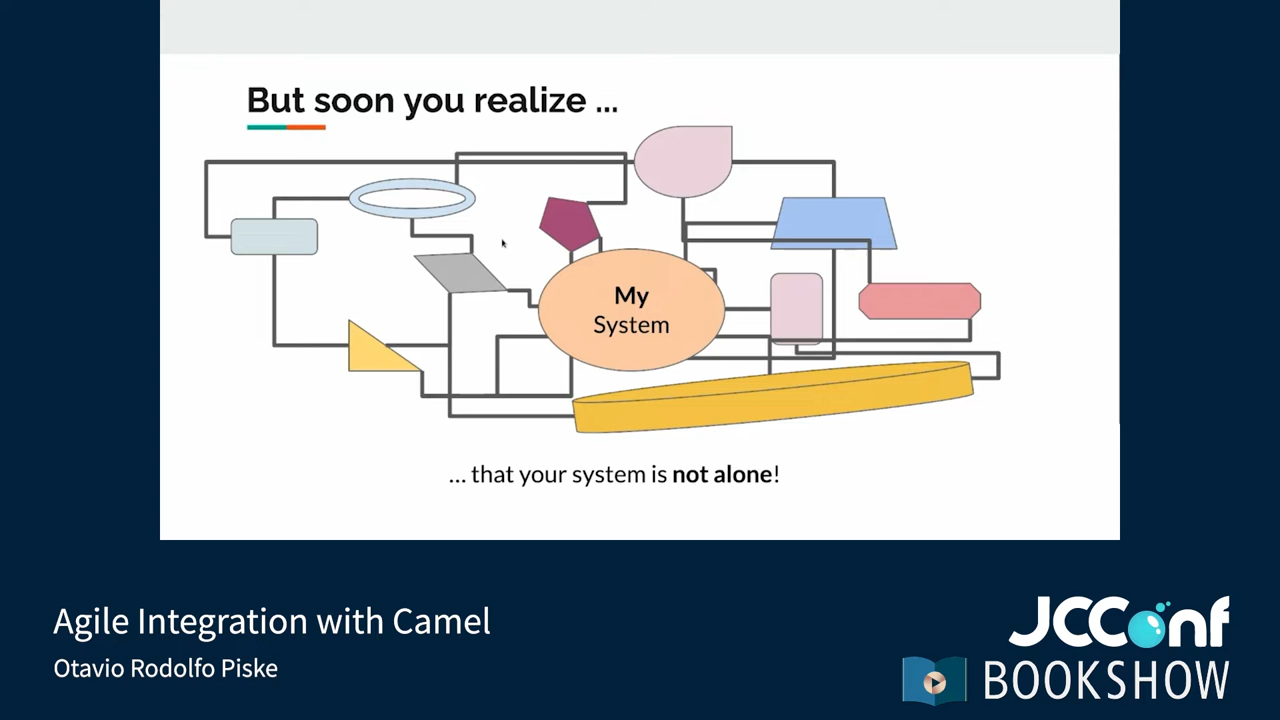 But soon you realize ...
My
System
... that your system is not alone!
Agile Integration with Camel
Otavio Rodolfo Piske
JCConf
BOOKSHOW